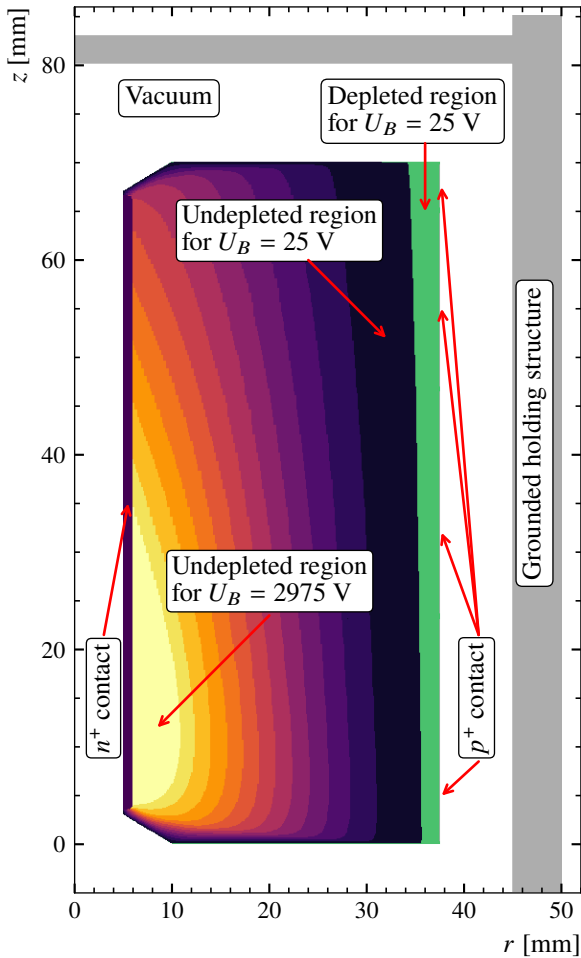 z [mm]
80
60
40
20
0
Vacuum
Depleted region
for U_B = 25 V
Undepleted region
for U_B = 25 V
Grounded holding structure
Undepleted region
for U_B = 2975 V
n⁺ contact
p⁺ contact
0 10 20 30 40 50
r [mm]